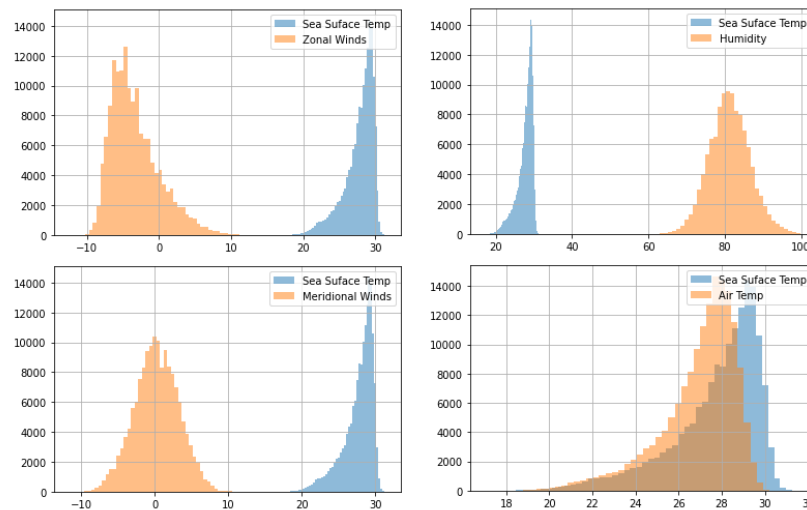 14000
12000
10000
8000
6000
4000
2000
0
−10 0 10 20 30
Sea Suface Temp
Zonal Winds
14000
12000
10000
8000
6000
4000
2000
0
20 40 60 80 100
Sea Suface Temp
Humidity
14000
12000
10000
8000
6000
4000
2000
0
−10 0 10 20 30
Sea Suface Temp
Meridional Winds
14000
12000
10000
8000
6000
4000
2000
0
18 20 22 24 26 28 30
Sea Suface Temp
Air Temp